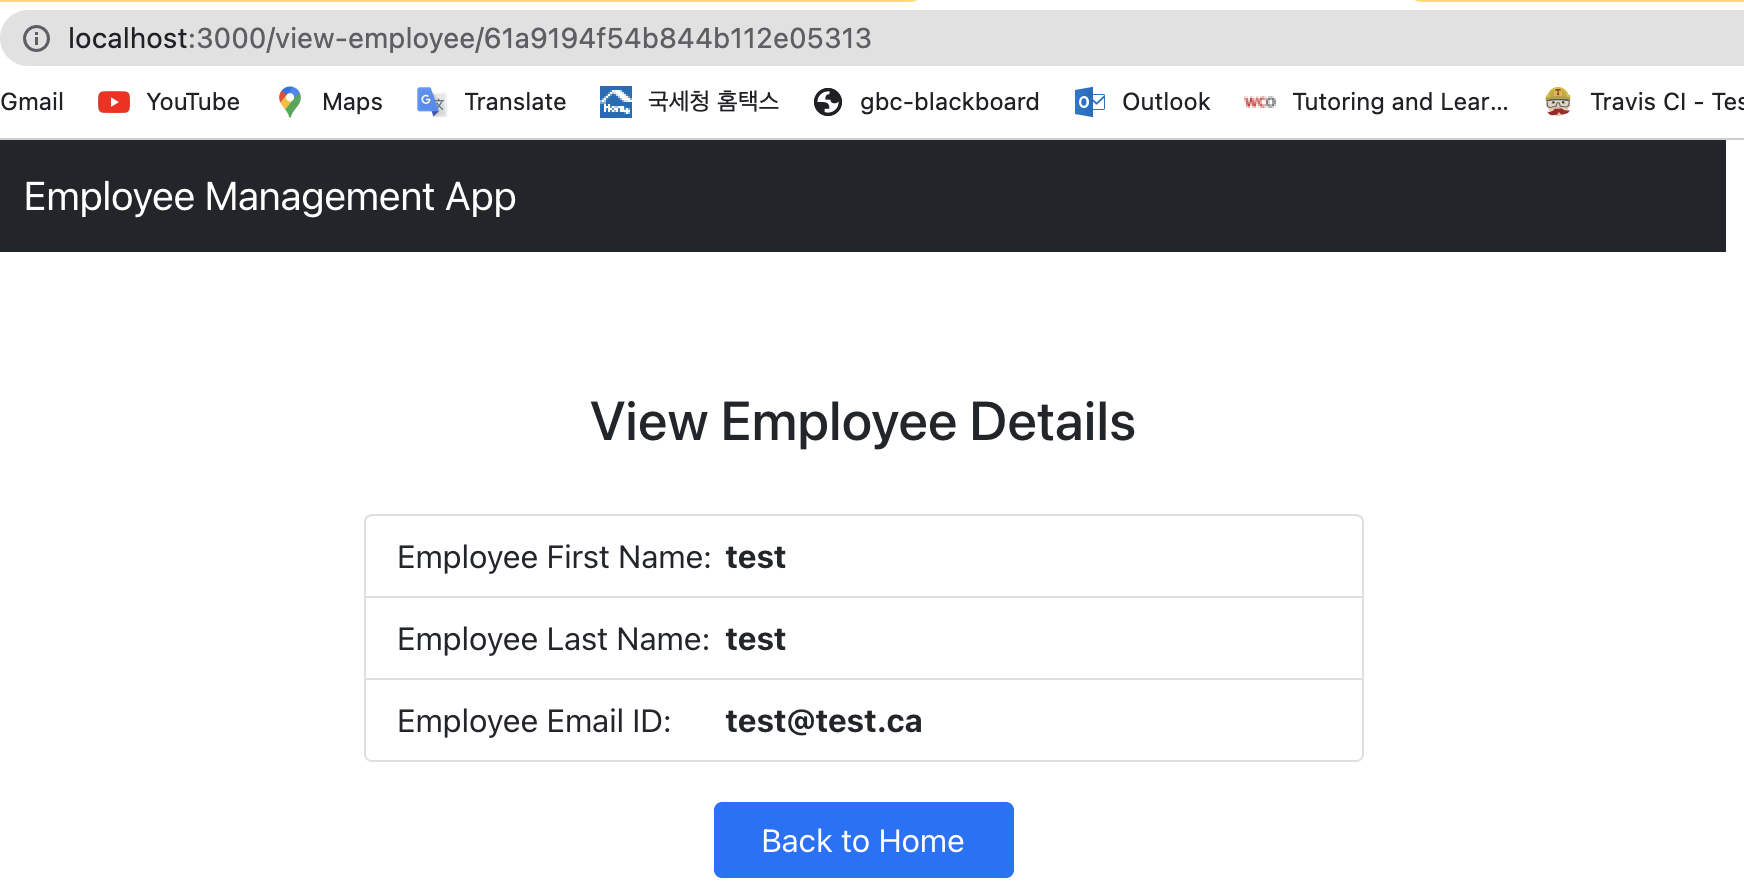 localhost:3000/view-employee/61a9194f54b844b112e05313
Gmail YouTube Maps Translate 국세청 홈택스 gbc-blackboard Outlook Tutoring and Lear... Travis CI - Tes
Employee Management App
View Employee Details
Employee First Name: test
Employee Last Name: test
Employee Email ID: test@test.ca
Back to Home